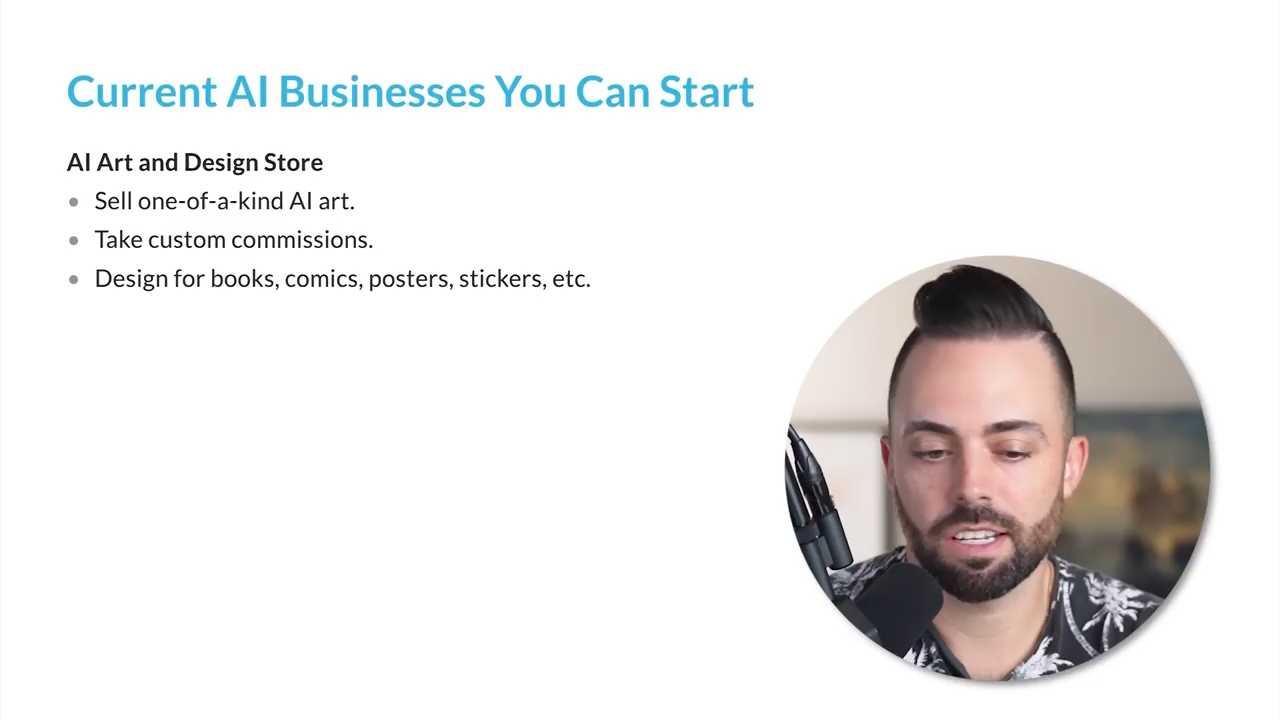 Current AI Businesses You Can Start
AI Art and Design Store
• Sell one-of-a-kind AI art.
• Take custom commissions.
• Design for books, comics, posters, stickers, etc.